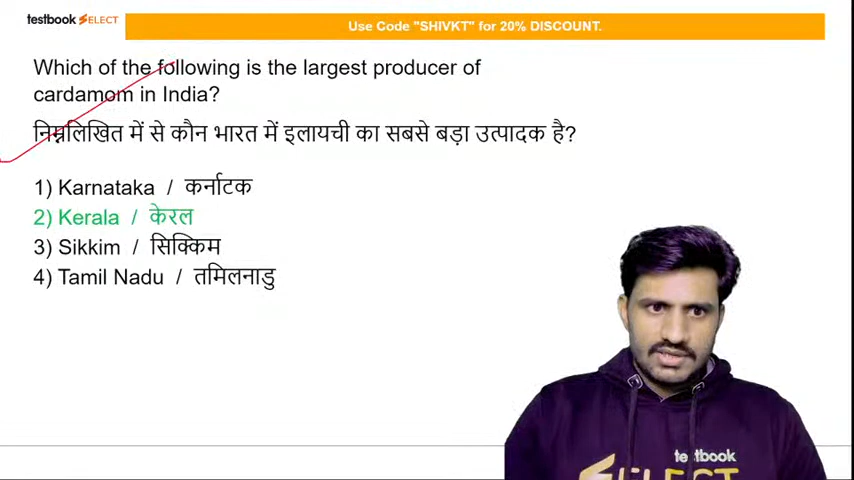 testbook SELECT
Use Code "SHIVKT" for 20% DISCOUNT.
Which of the following is the largest producer of
cardamom in India?
निम्नलिखित में से कौन भारत में इलायची का सबसे बड़ा उत्पादक है?
1) Karnataka / कर्नाटक
2) Kerala / केरल
3) Sikkim / सिक्किम
4) Tamil Nadu / तमिलनाडु
testbook
SELECT